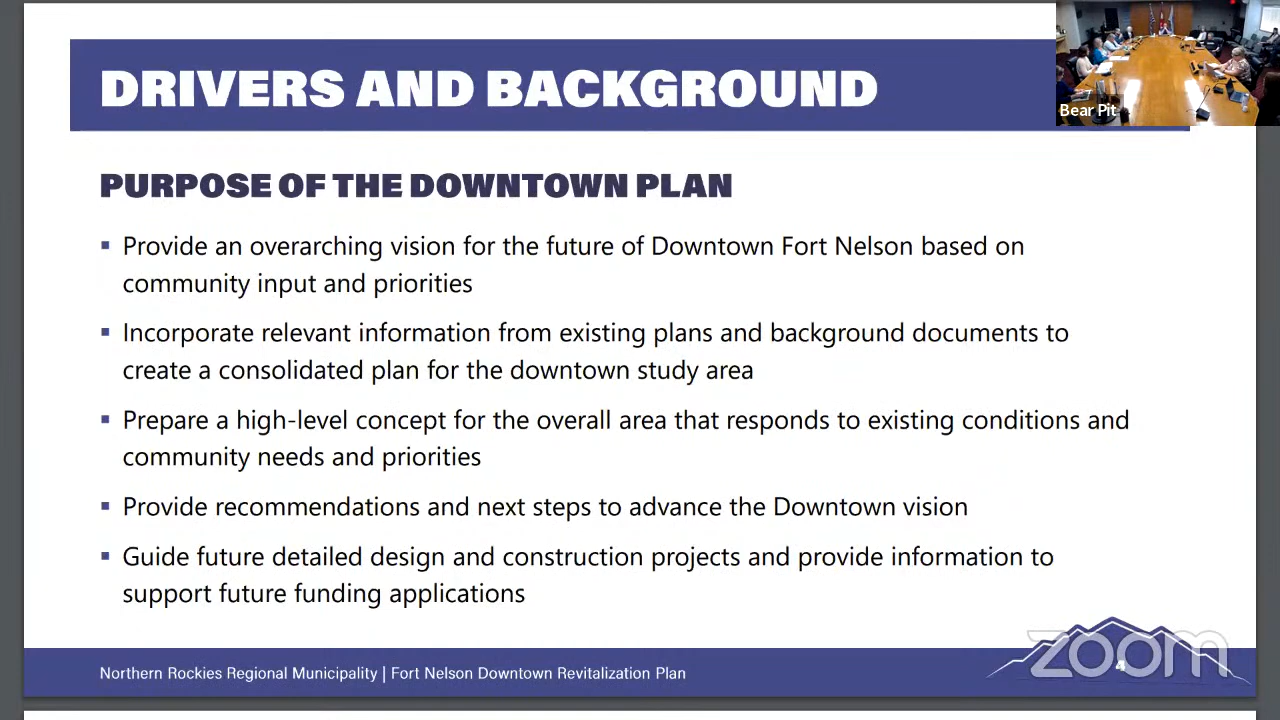 DRIVERS AND BACKGROUND
Bear Pit
PURPOSE OF THE DOWNTOWN PLAN
▪ Provide an overarching vision for the future of Downtown Fort Nelson based on
community input and priorities
▪ Incorporate relevant information from existing plans and background documents to
create a consolidated plan for the downtown study area
▪ Prepare a high-level concept for the overall area that responds to existing conditions and
community needs and priorities
▪ Provide recommendations and next steps to advance the Downtown vision
▪ Guide future detailed design and construction projects and provide information to
support future funding applications
Northern Rockies Regional Municipality | Fort Nelson Downtown Revitalization Plan
4
zoom